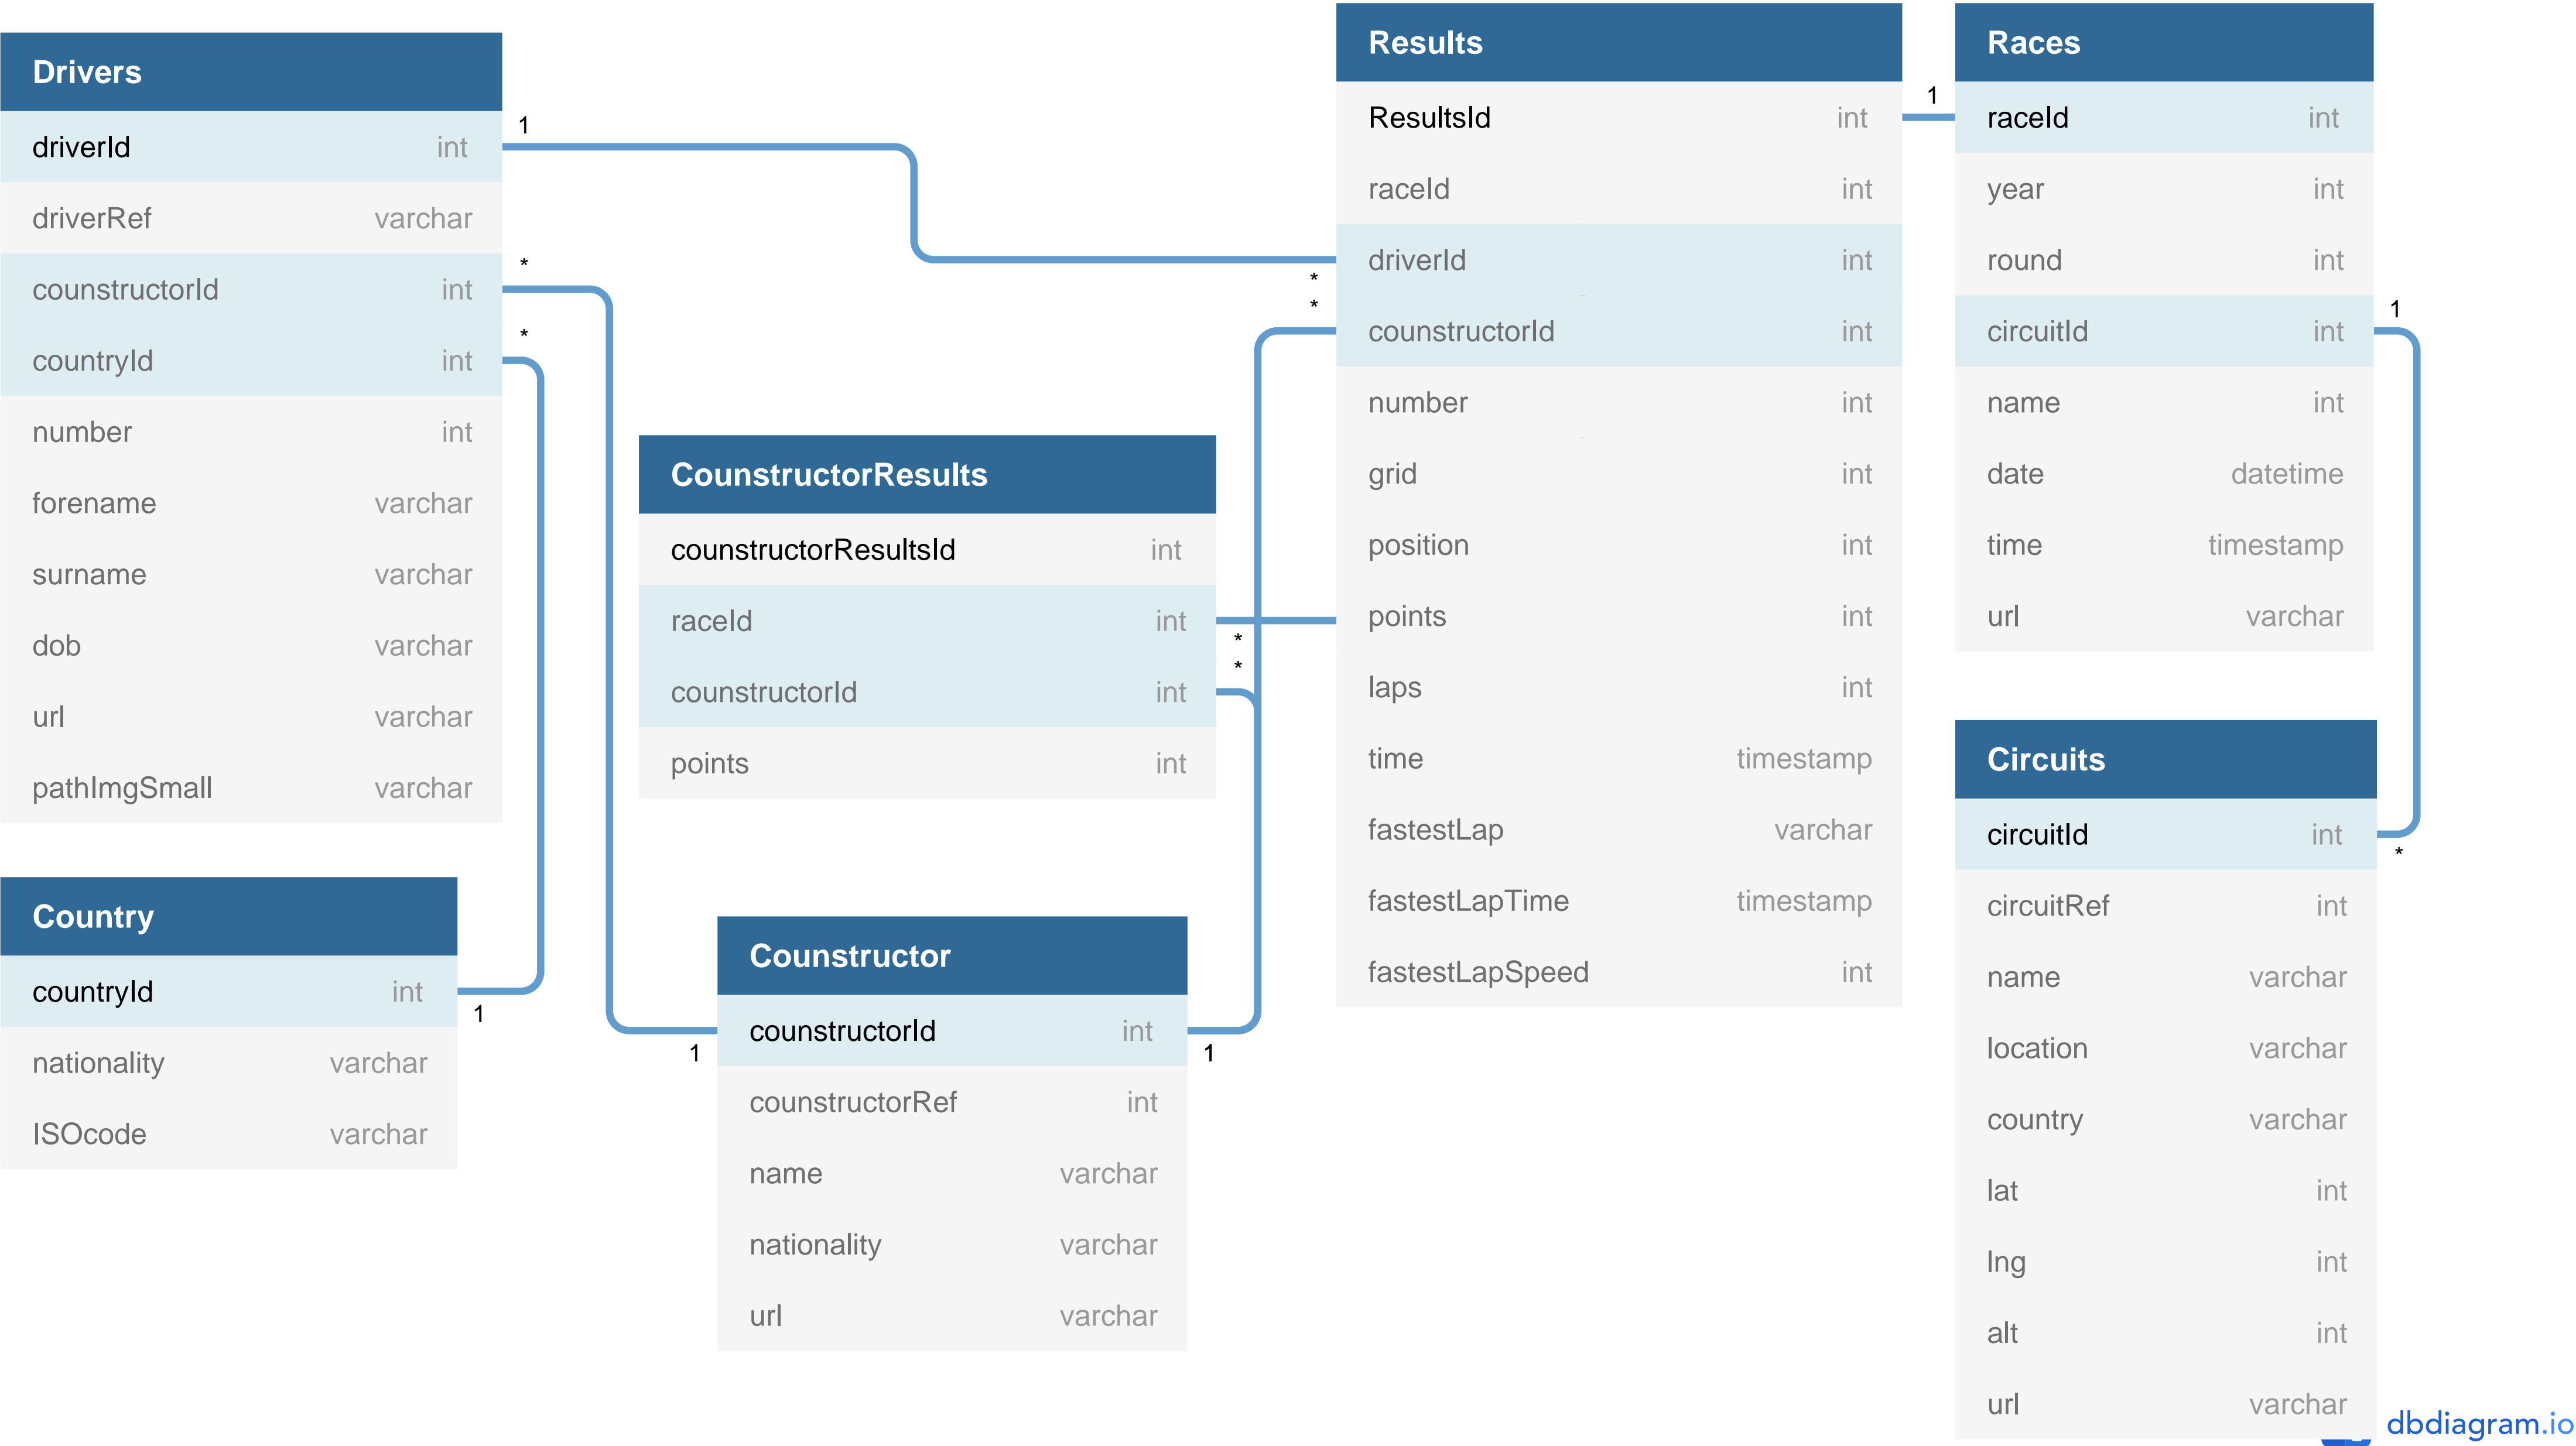 Drivers
driverId int
driverRef varchar
counstructorId int
countryId int
number int
forename varchar
surname varchar
dob varchar
url varchar
pathImgSmall varchar
1
*
*
Country
countryId int
nationality varchar
ISOcode varchar
1
CounstructorResults
counstructorResultsId int
raceId int
counstructorId int
points int
*
*
Counstructor
counstructorId int
counstructorRef int
name varchar
nationality varchar
url varchar
1
1
Results
ResultsId int
raceId int
driverId int
counstructorId int
number int
grid int
position int
points int
laps int
time timestamp
fastestLap varchar
fastestLapTime timestamp
fastestLapSpeed int
*
*
1
Races
raceId int
year int
round int
circuitId int
name int
date datetime
time timestamp
url varchar
1
Circuits
circuitId int
circuitRef int
name varchar
location varchar
country varchar
lat int
lng int
alt int
url varchar
*
dbdiagram.io